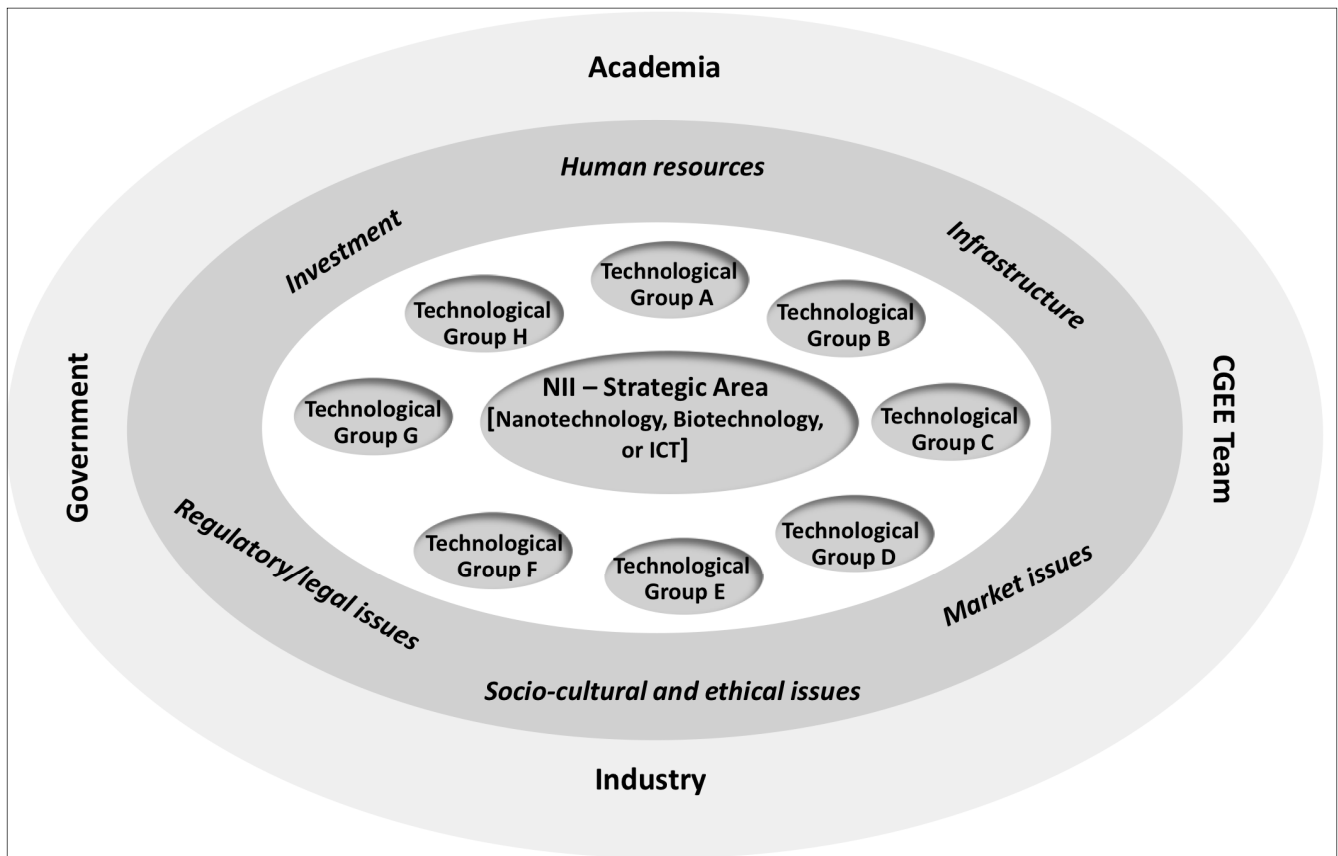 Academia
Human resources
Investment
Infrastructure
Technological
Group A
Technological
Group H
Technological
Group B
Government
CGEE Team
NII – Strategic Area
[Nanotechnology, Biotechnology,
or ICT]
Technological
Group G
Technological
Group C
Technological
Group F
Technological
Group D
Technological
Group E
Regulatory/legal issues
Market issues
Socio-cultural and ethical issues
Industry